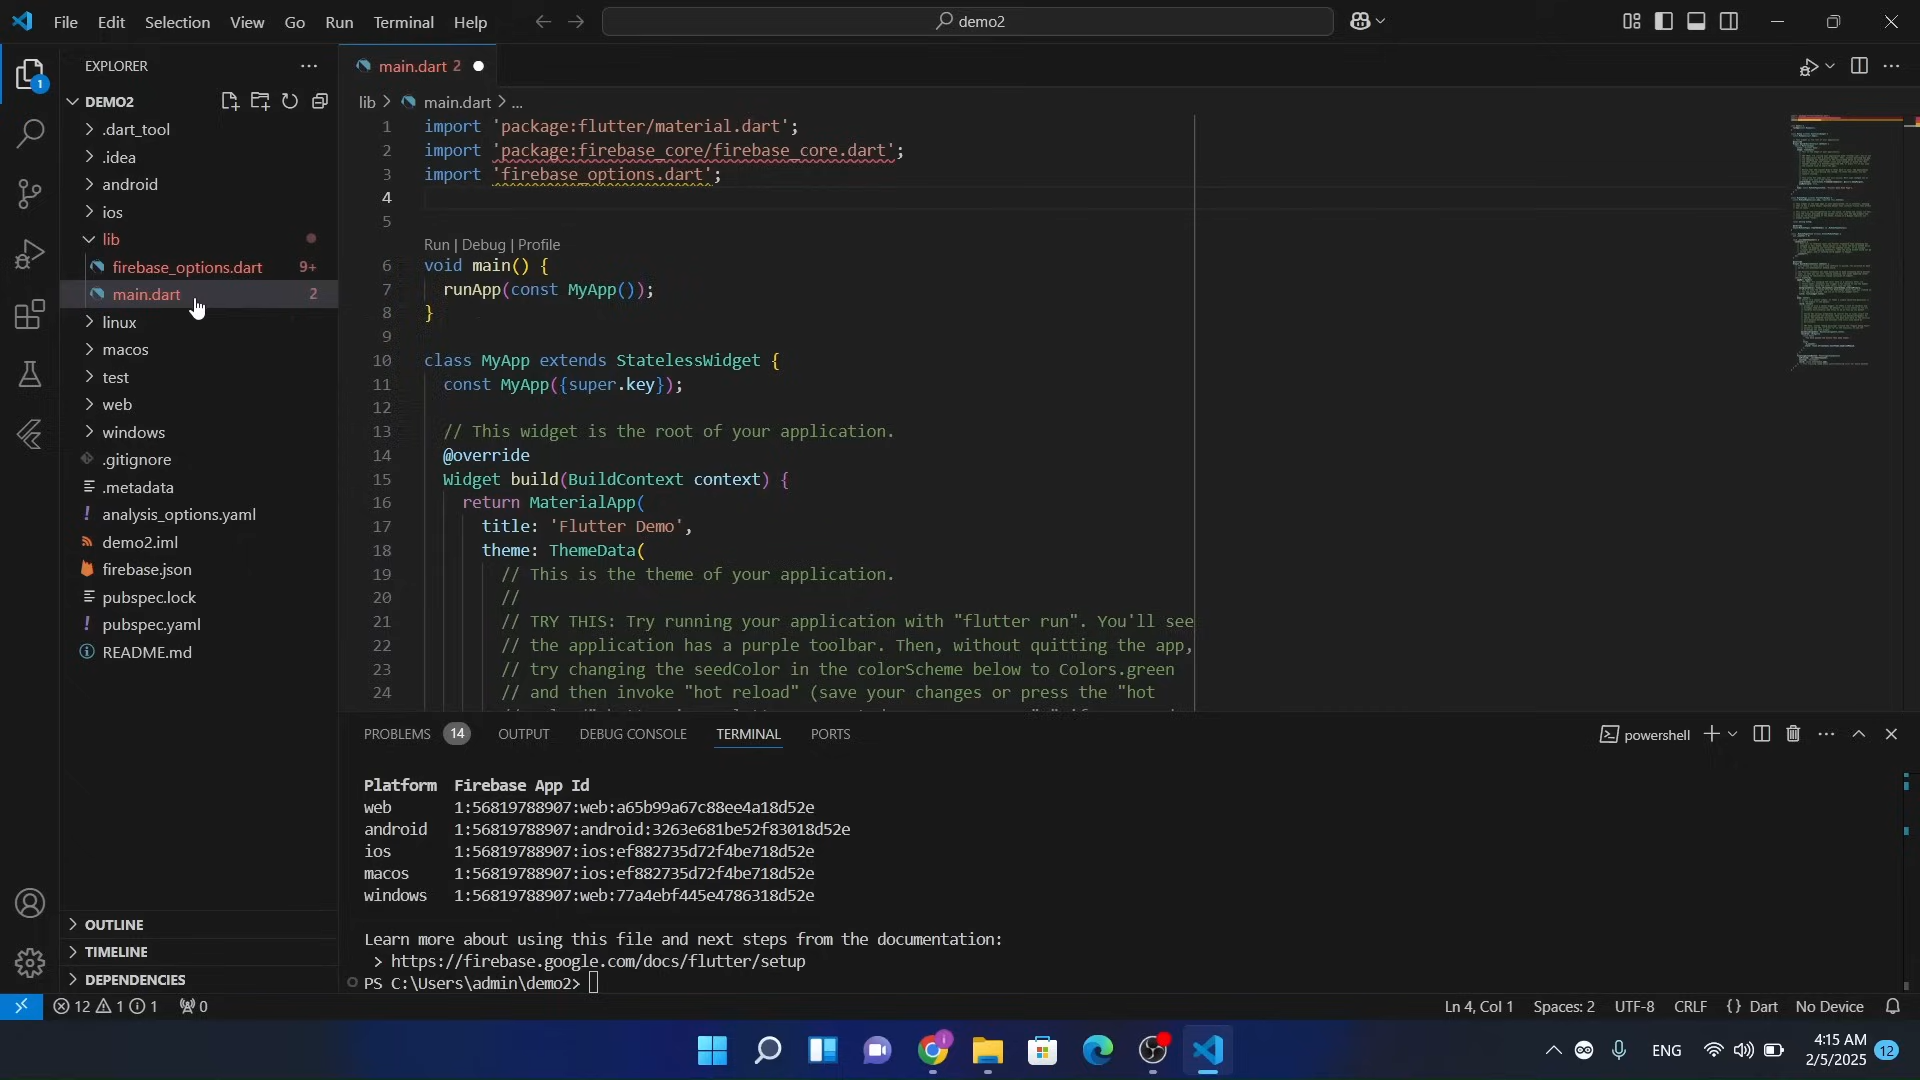 File Edit Selection View Go Run Terminal Help
demo2
EXPLORER
DEMO2
.dart_tool
.idea
android
ios
lib
firebase_options.dart 9+
main.dart 2
linux
macos
test
web
windows
.gitignore
.metadata
analysis_options.yaml
demo2.iml
firebase.json
pubspec.lock
pubspec.yaml
README.md
OUTLINE
TIMELINE
DEPENDENCIES
1
main.dart 2
lib > main.dart > ...
1 import 'package:flutter/material.dart';
2 import 'package:firebase_core/firebase_core.dart';
3 import 'firebase_options.dart';
4
5
Run | Debug | Profile
6 void main() {
7 runApp(const MyApp());
8 }
9
10 class MyApp extends StatelessWidget {
11 const MyApp({super.key});
12
13 // This widget is the root of your application.
14 @override
15 Widget build(BuildContext context) {
16 return MaterialApp(
17 title: 'Flutter Demo',
18 theme: ThemeData(
19 // This is the theme of your application.
20 //
21 // TRY THIS: Try running your application with "flutter run". You'll see
22 // the application has a purple toolbar. Then, without quitting the app,
23 // try changing the seedColor in the colorScheme below to Colors.green
24 // and then invoke "hot reload" (save your changes or press the "hot
PROBLEMS 14 OUTPUT DEBUG CONSOLE TERMINAL PORTS
powershell
Platform Firebase App Id
web 1:56819788907:web:a65b99a67c88ee4a18d52e
android 1:56819788907:android:3263e681be52f83018d52e
ios 1:56819788907:ios:ef882735d72f4be718d52e
macos 1:56819788907:ios:ef882735d72f4be718d52e
windows 1:56819788907:web:77a4ebf445e4786318d52e
Learn more about using this file and next steps from the documentation:
> https://firebase.google.com/docs/flutter/setup
PS C:\Users\admin\demo2>
12 1 1 0
Ln 4, Col 1 Spaces: 2 UTF-8 CRLF {} Dart No Device
ENG
4:15 AM
2/5/2025
12